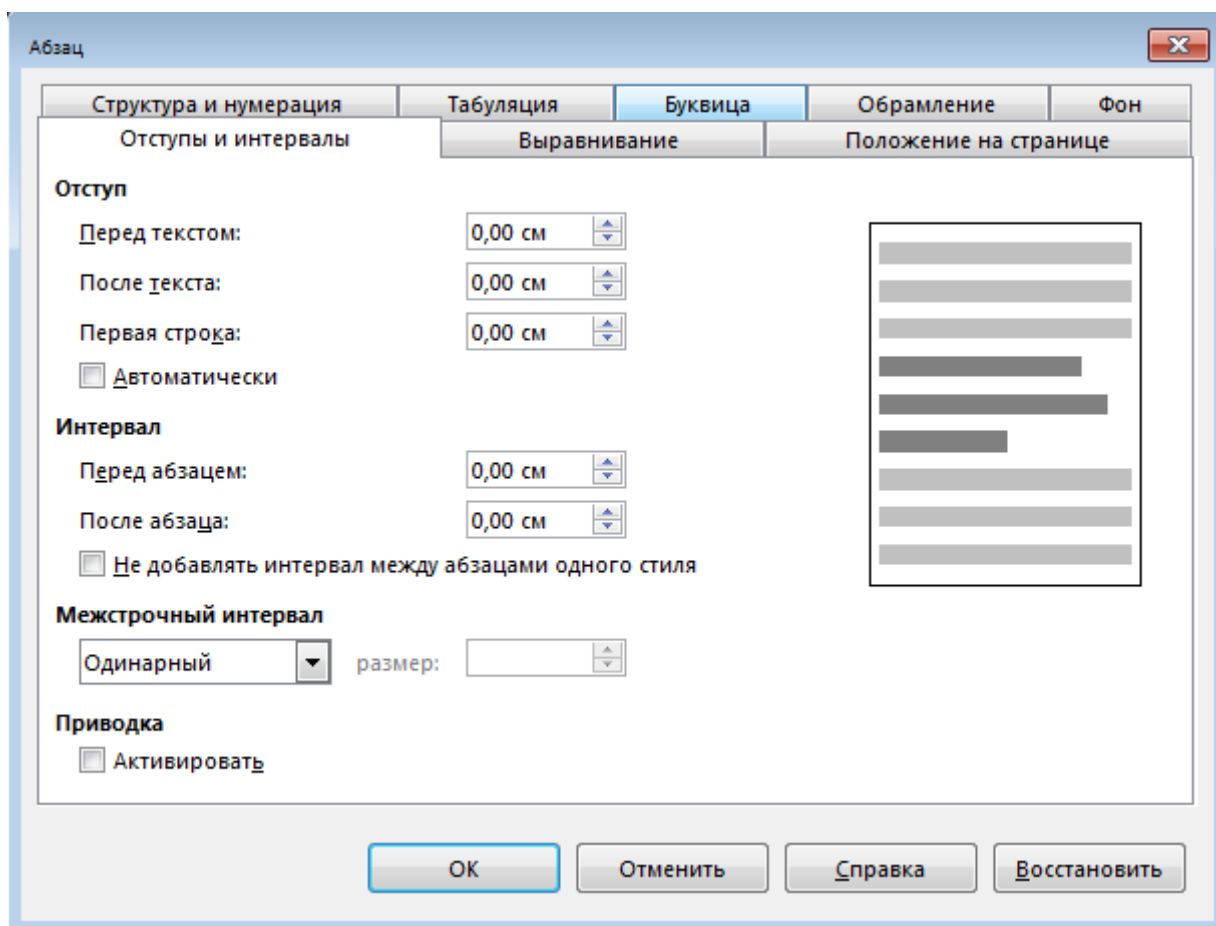 Абзац
Структура и нумерация Табуляция Буквица Обрамление Фон
Отступы и интервалы Выравнивание Положение на странице
Отступ
Перед текстом: 0,00 см
После текста: 0,00 см
Первая строка: 0,00 см
Автоматически
Интервал
Перед абзацем: 0,00 см
После абзаца: 0,00 см
Не добавлять интервал между абзацами одного стиля
Межстрочный интервал
Одинарный размер:
Приводка
Активировать
ОК Отменить Справка Восстановить